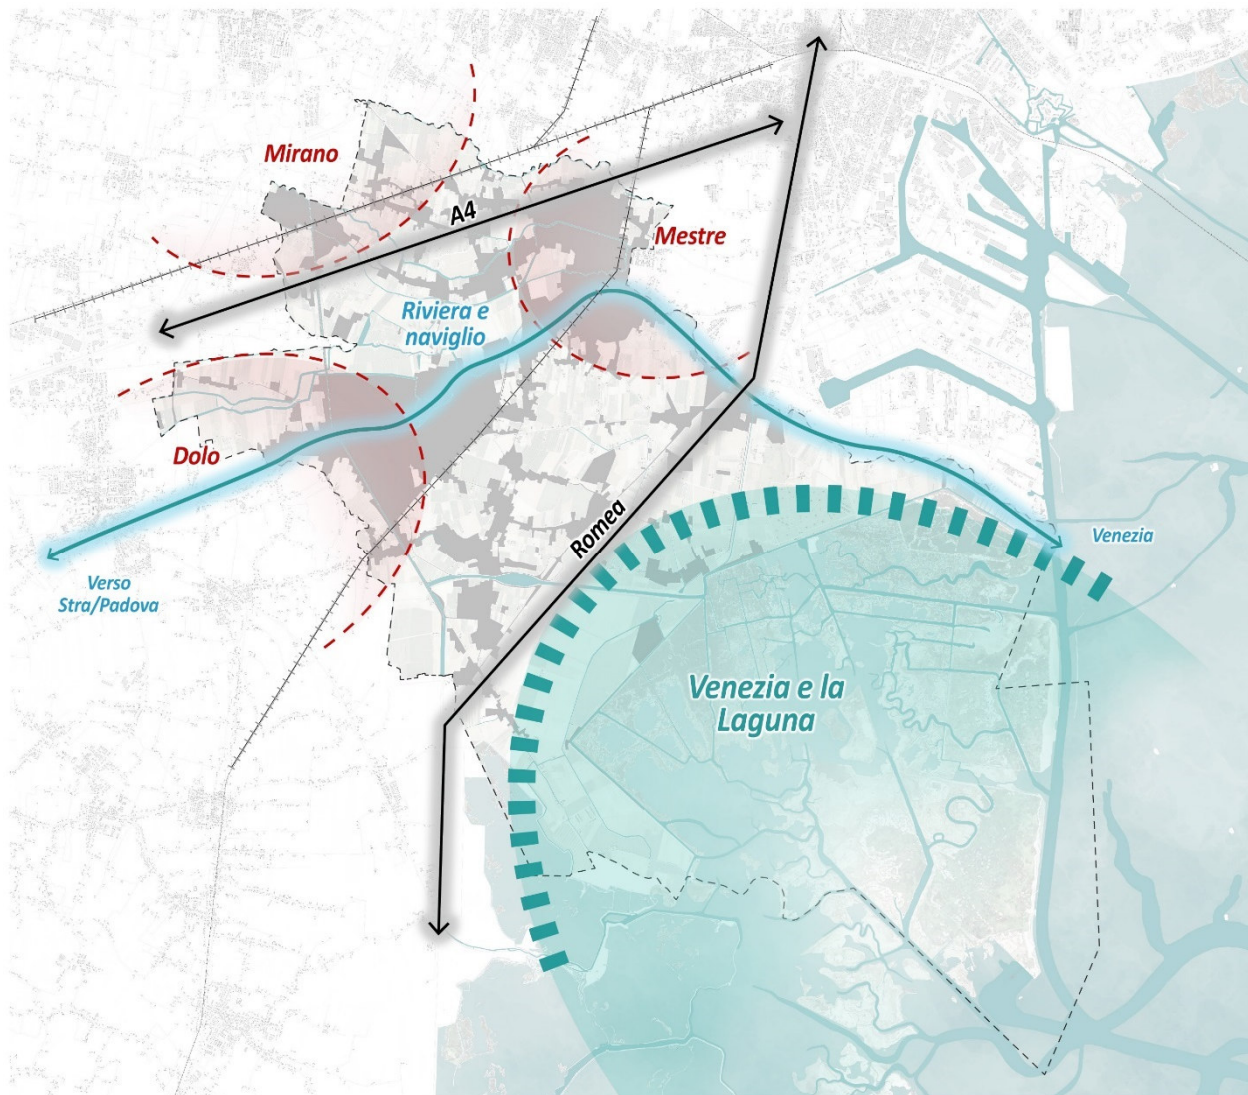 Mirano
A4
Mestre
Riviera e
naviglio
Dolo
Romea
Venezia
Verso
Stra/Padova
Venezia e la
Laguna